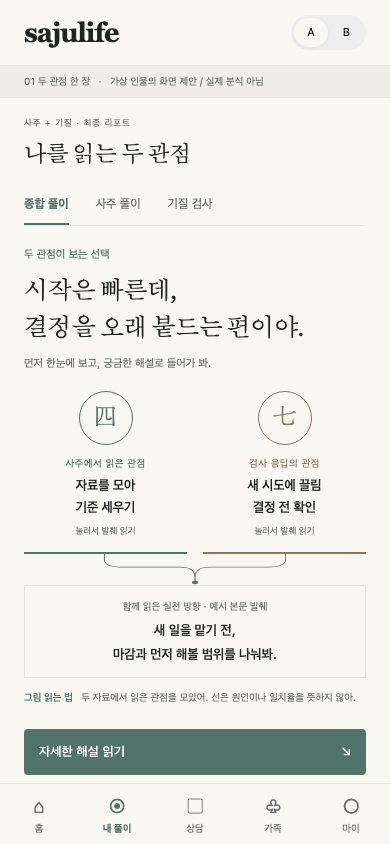 sajulife
A B
01 두 관점 한 장 · 가상 인물의 화면 제안 / 실제 분석 아님
사주 + 기질 · 최종 리포트
나를 읽는 두 관점
종합 풀이 사주 풀이 기질 검사
두 관점이 보는 선택
시작은 빠른데,
결정을 오래 붙드는 편이야.
먼저 한눈에 보고, 궁금한 해설로 들어가 봐.
四
사주에서 읽은 관점
자료를 모아
기준 세우기
눌러서 발췌 읽기
七
검사 응답의 관점
새 시도에 끌림
결정 전 확인
눌러서 발췌 읽기
함께 읽은 실천 방향 · 예시 본문 발췌
새 일을 맡기 전,
마감과 먼저 해볼 범위를 나눠봐.
그림 읽는 법 두 자료에서 읽은 관점을 모았어. 선은 원인이나 일치율을 뜻하지 않아.
자세한 해설 읽기
홈 내 풀이 상담 가족 마이